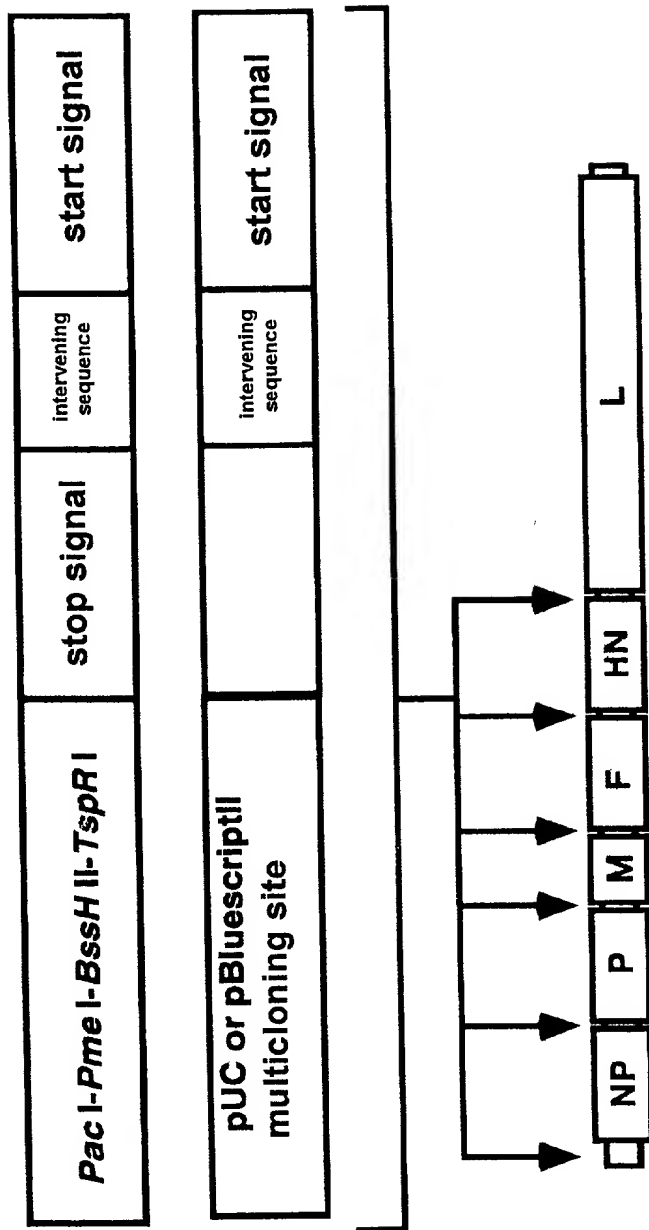 Pac I-Pme I-BssH II-TspR I
stop signal
intervening
sequence
start signal
pUC or pBluescriptII
multicloning site
intervening
sequence
start signal
NP
P
M
F
HN
L